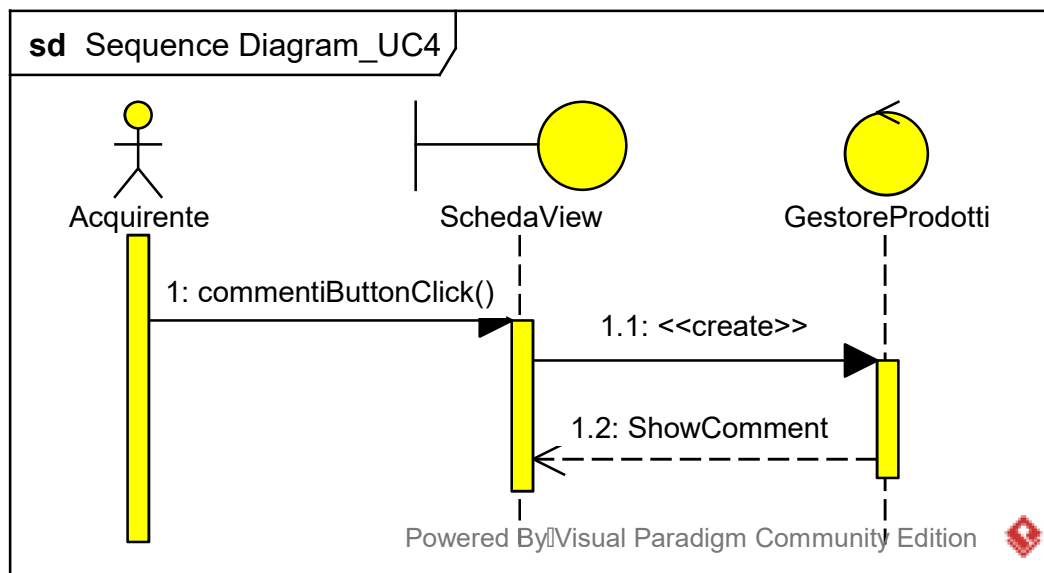 sd Sequence Diagram_UC4
Acquirente
SchedaView
GestoreProdotti
1: commentiButtonClick()
1.1: <<create>>
1.2: ShowComment
Powered By Visual Paradigm Community Edition